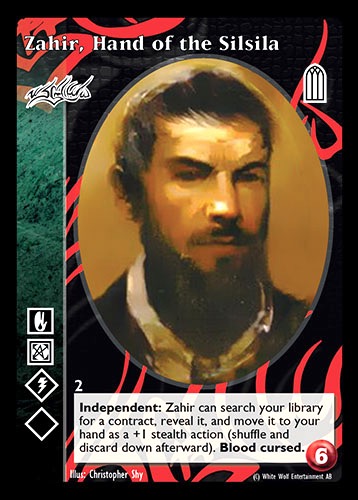 Zahir, Hand of the Silsila
2
Independent: Zahir can search your library
for a contract, reveal it, and move it to your
hand as a +1 stealth action (shuffle and
discard down afterward). Blood cursed.
6
Illus: Christopher Shy
(C) White Wolf Entertainment AB